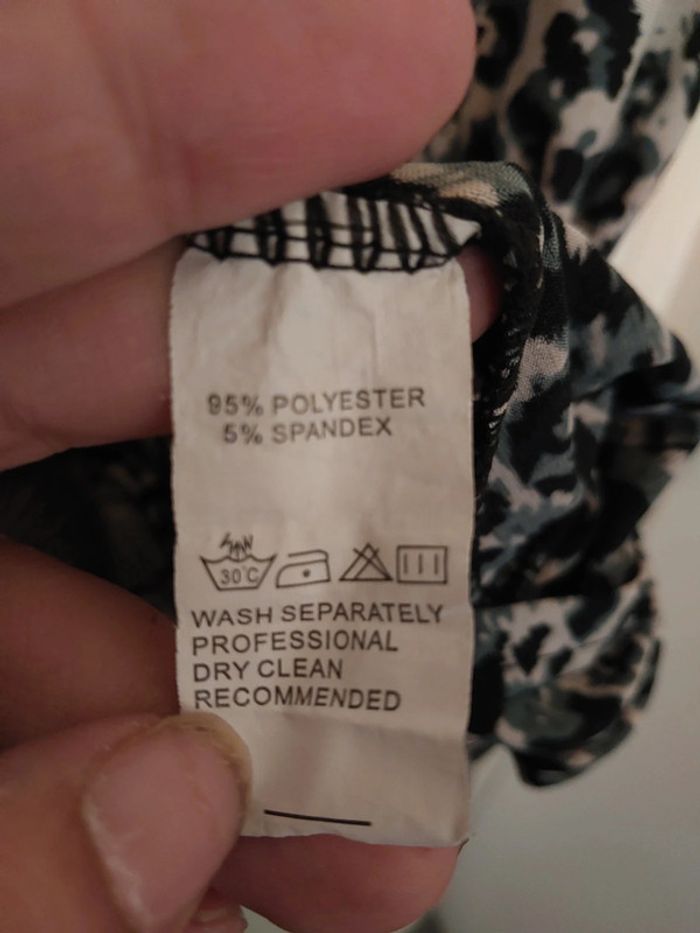 95% POLYESTER
5% SPANDEX
30°C
WASH SEPARATELY
PROFESSIONAL
DRY CLEAN
RECOMMENDED